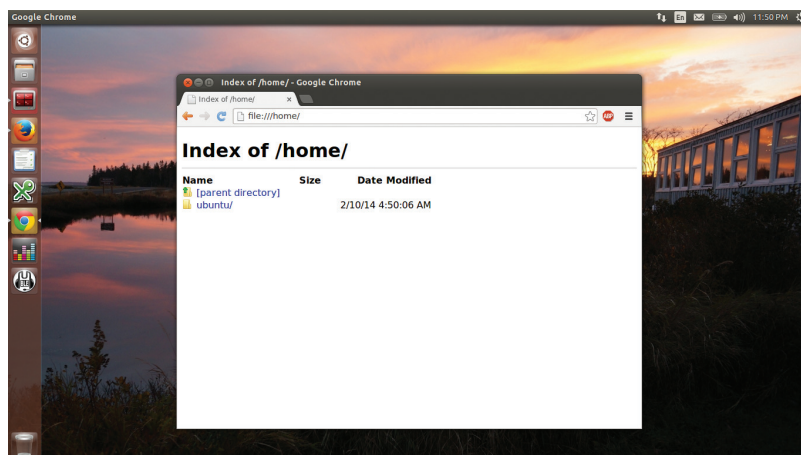 Google Chrome
En
11:50 PM
Index of /home/ - Google Chrome
Index of /home/
×
file:///home/
ABP
Index of /home/
Name Size Date Modified
[parent directory]
ubuntu/ 2/10/14 4:50:06 AM